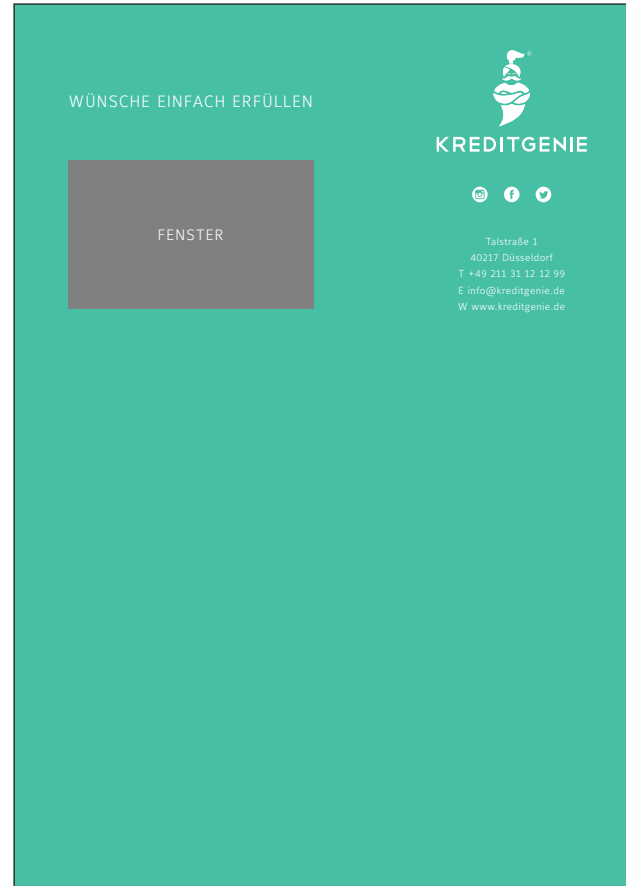 WÜNSCHE EINFACH ERFÜLLEN
FENSTER
®
KREDITGENIE
Talstraße 1
40217 Düsseldorf
T +49 211 31 12 12 99
E info@kreditgenie.de
W www.kreditgenie.de